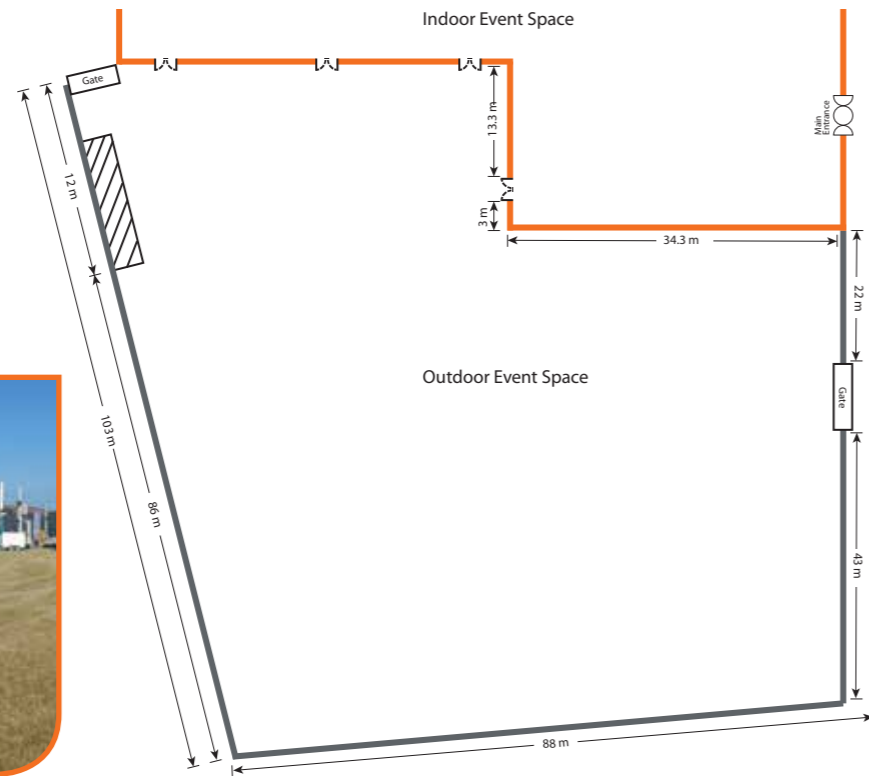 Indoor Event Space
Gate
13.3 m
Main
Entrance
12 m
3 m
34.3 m
22 m
Outdoor Event Space
Gate
103 m
86 m
43 m
88 m